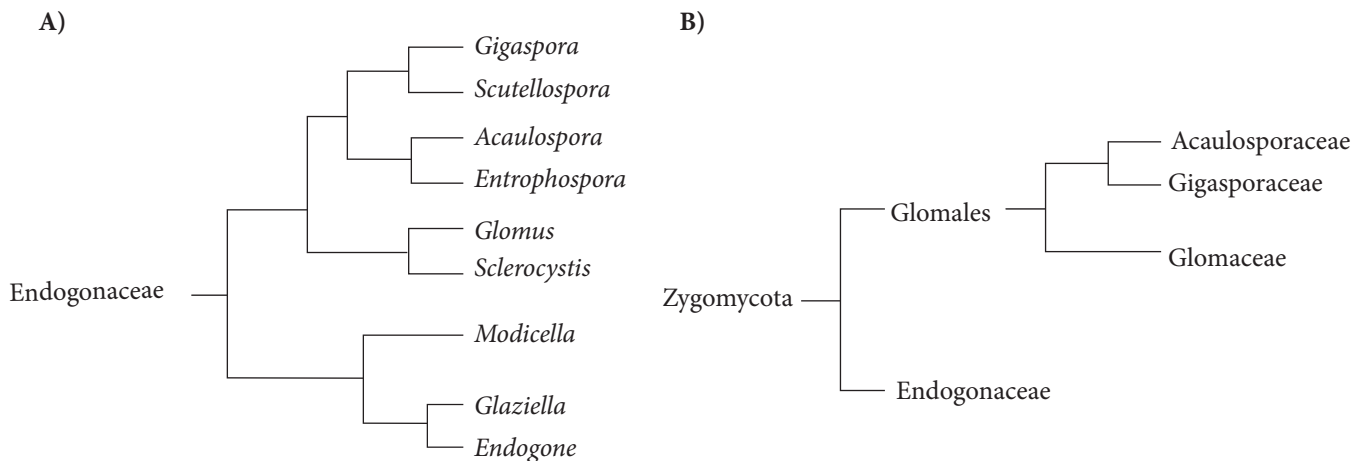 A)
Gigaspora
Scutellospora
Acaulospora
Entrophospora
Glomus
Sclerocystis
Endogonaceae
Modicella
Glaziella
Endogone
B)
Acaulosporaceae
Gigasporaceae
Glomales
Glomaceae
Zygomycota
Endogonaceae